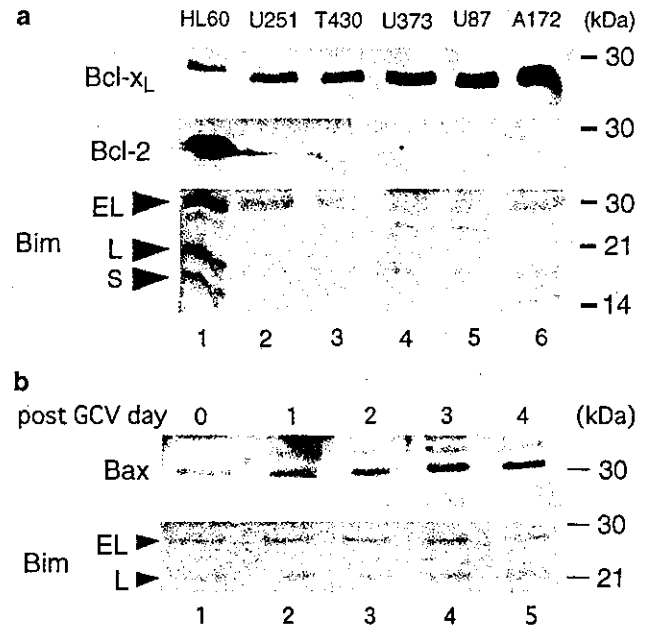 a HL60 U251 T430 U373 U87 A172 (kDa)
30
Bcl-xL
30
Bcl-2
EL 30
Bim L 21
S
14
1 2 3 4 5 6
b
post GCV day 0 1 2 3 4 (kDa)
Bax 30
30
EL
Bim
L 21
1 2 3 4 5